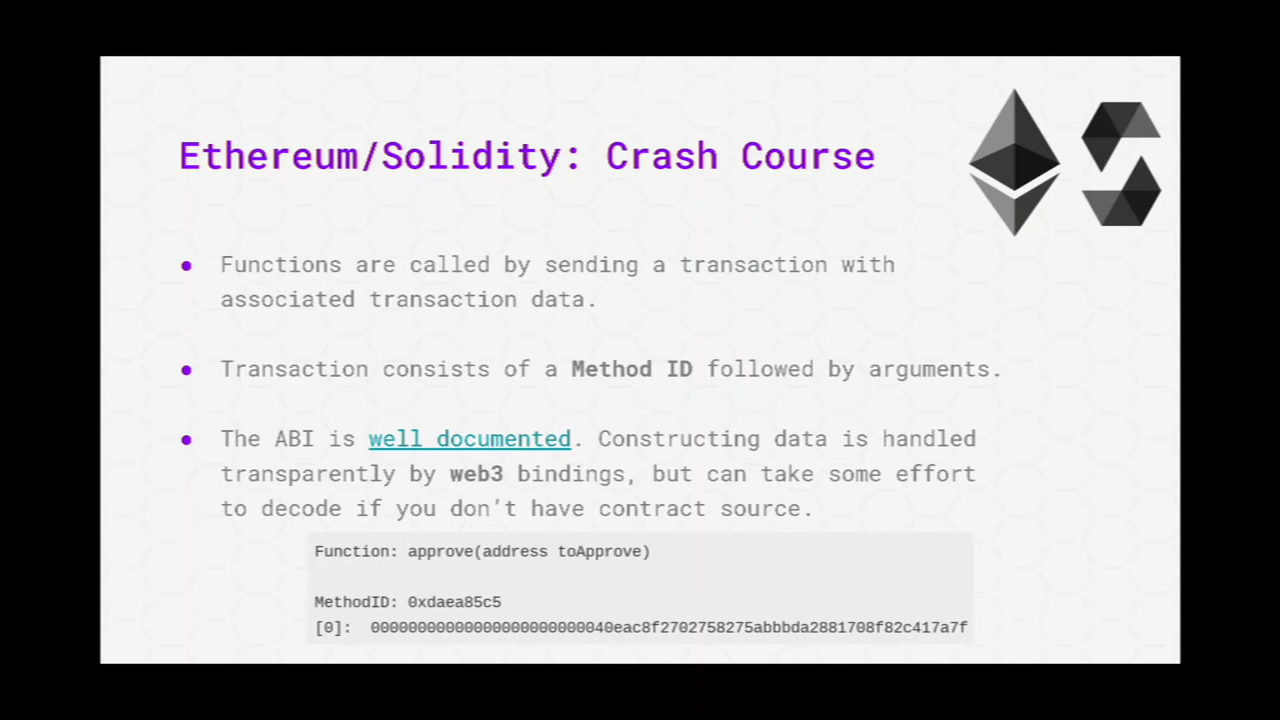 Ethereum/Solidity: Crash Course
● Functions are called by sending a transaction with
associated transaction data.
● Transaction consists of a Method ID followed by arguments.
● The ABI is well documented. Constructing data is handled
transparently by web3 bindings, but can take some effort
to decode if you don't have contract source.
Function: approve(address toApprove)
MethodID: 0xdaea85c5
[0]: 00000000000000000000000040eac8f2702758275abbbda2881708f82c417a7f